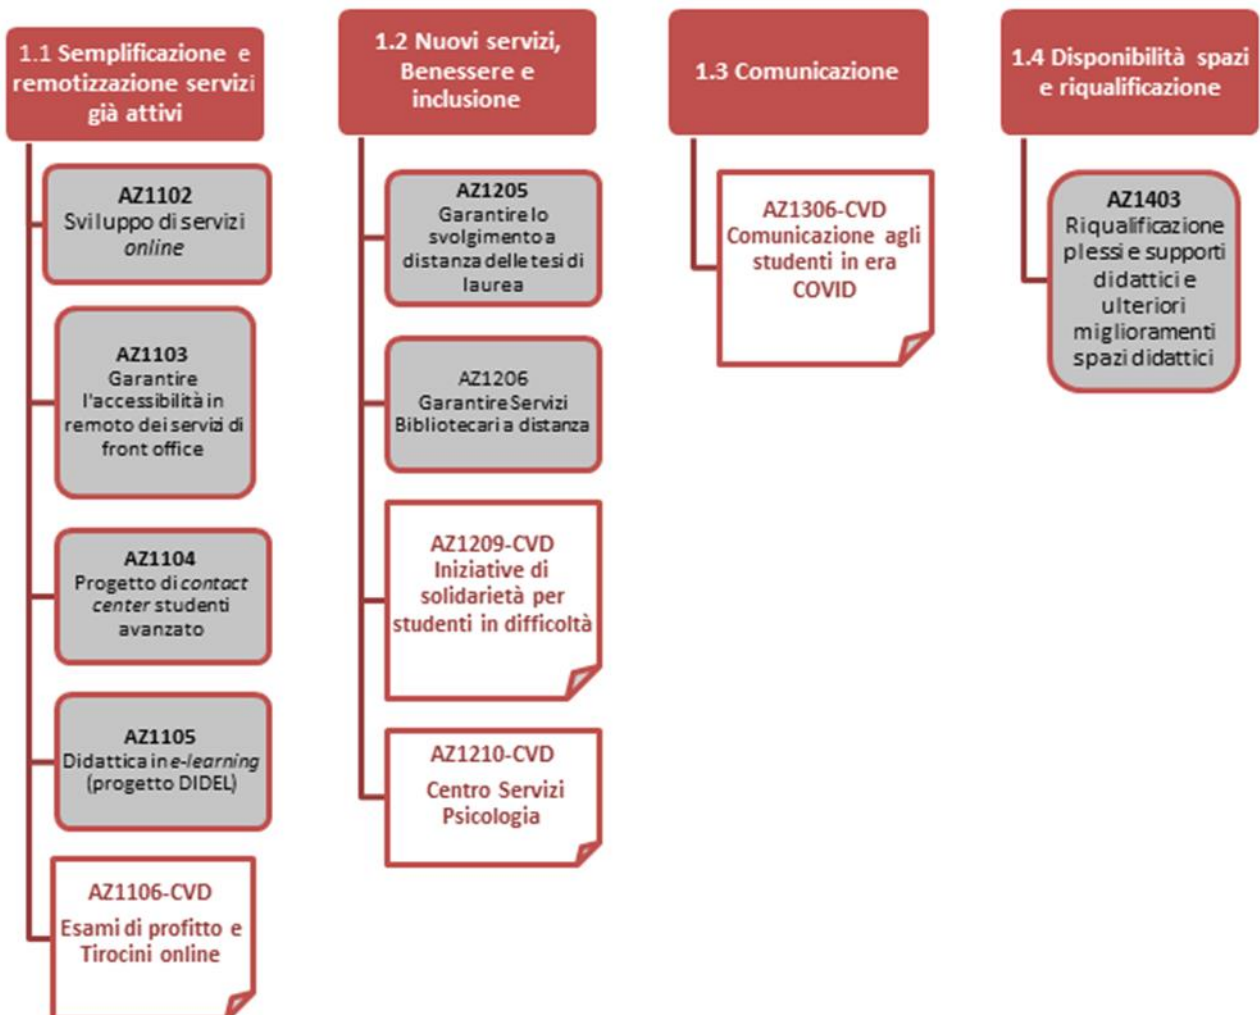 1.1 Semplificazione e
remotizzazione servizi
già attivi
AZ1102
Sviluppo di servizi
online
AZ1103
Garantire
l'accessibilità in
remoto dei servizi di
front office
AZ1104
Progetto di contact
center studenti
avanzato
AZ1105
Didattica in e-learning
(progetto DIDEL)
AZ1106-CVD
Esami di profitto e
Tirocini online
1.2 Nuovi servizi,
Benessere e
inclusione
AZ1205
Garantire lo
svolgimento a
distanza delle tesi di
laurea
AZ1206
Garantire Servizi
Bibliotecari a distanza
AZ1209-CVD
Iniziative di
solidarietà per
studenti in difficoltà
AZ1210-CVD
Centro Servizi
Psicologia
1.3 Comunicazione
AZ1306-CVD
Comunicazione agli
studenti in era
COVID
1.4 Disponibilità spazi
e riqualificazione
AZ1403
Riqualificazione
plessi e supporti
didattici e
ulteriori
miglioramenti
spazi didattici